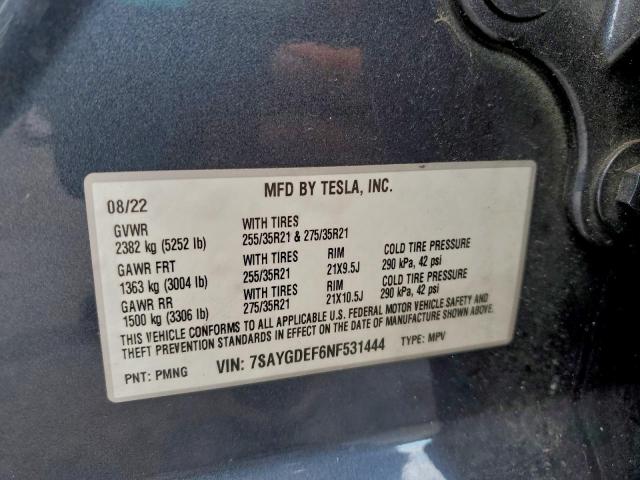 MFD BY TESLA, INC.
08/22
GVWR
2382 kg (5252 lb)
WITH TIRES
255/35R21 & 275/35R21
GAWR FRT
1363 kg (3004 lb)
WITH TIRES
255/35R21
RIM
21X9.5J
COLD TIRE PRESSURE
290 kPa, 42 psi
GAWR RR
1500 kg (3306 lb)
WITH TIRES
275/35R21
RIM
21X10.5J
COLD TIRE PRESSURE
290 kPa, 42 psi
THIS VEHICLE CONFORMS TO ALL APPLICABLE U.S. FEDERAL MOTOR VEHICLE SAFETY AND
THEFT PREVENTION STANDARDS IN EFFECT ON THE DATE OF MANUFACTURE SHOWN ABOVE.
PNT: PMNG VIN: 7SAYGDEF6NF531444 TYPE: MPV